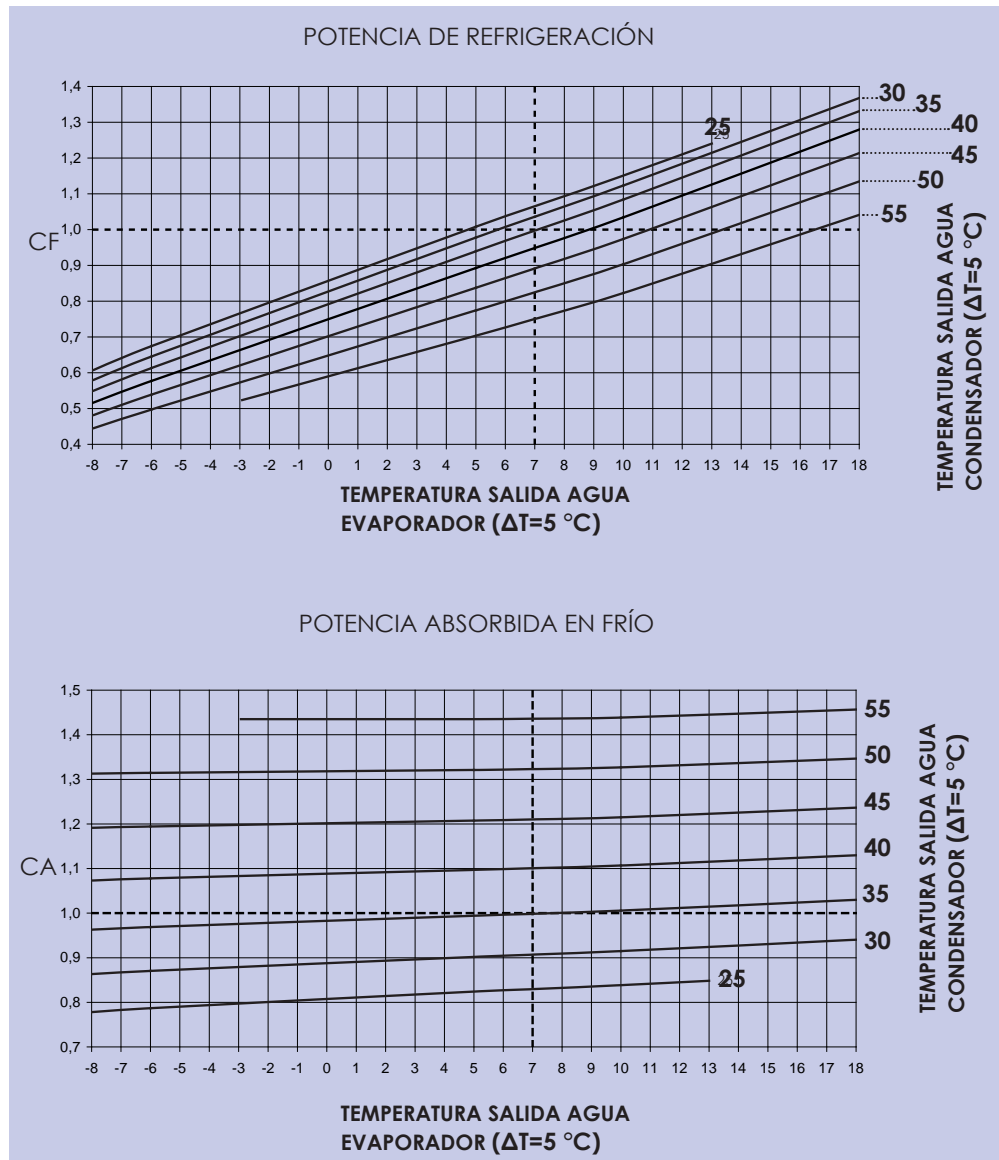 POTENCIA DE REFRIGERACIÓN
1,4
1,3
1,2
1,1
1,0
0,9
0,8
0,7
0,6
0,5
0,4
CF
25
25
30
35
40
45
50
55
-8 -7 -6 -5 -4 -3 -2 -1 0 1 2 3 4 5 6 7 8 9 10 11 12 13 14 15 16 17 18
TEMPERATURA SALIDA AGUA
EVAPORADOR (ΔT=5 °C)
TEMPERATURA SALIDA AGUA
CONDENSADOR (ΔT=5 °C)
POTENCIA ABSORBIDA EN FRÍO
1,5
1,4
1,3
1,2
1,1
1,0
0,9
0,8
0,7
CA
55
50
45
40
35
30
25
25
-8 -7 -6 -5 -4 -3 -2 -1 0 1 2 3 4 5 6 7 8 9 10 11 12 13 14 15 16 17 18
TEMPERATURA SALIDA AGUA
EVAPORADOR (ΔT=5 °C)
TEMPERATURA SALIDA AGUA
CONDENSADOR (ΔT=5 °C)